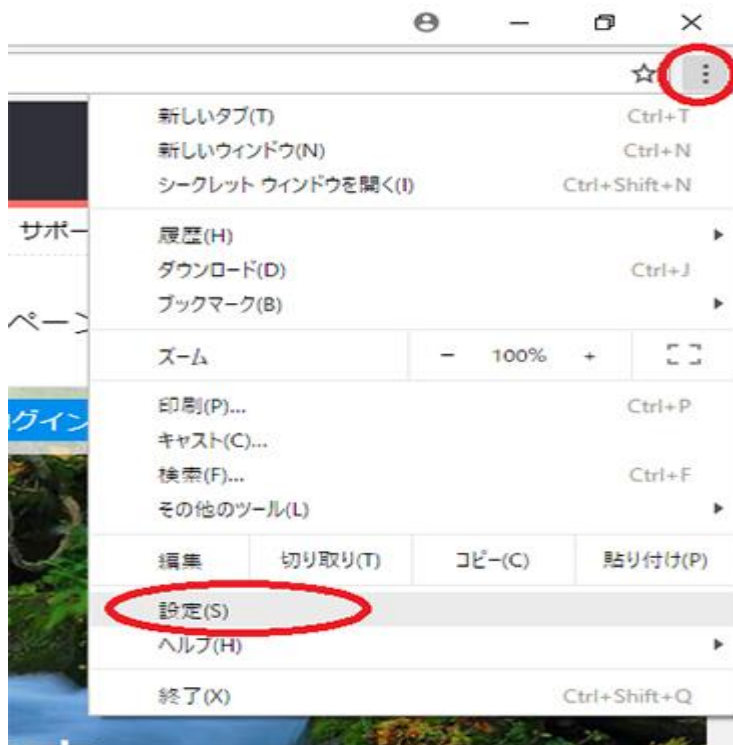 新しいタブ(T) Ctrl+T
新しいウィンドウ(N) Ctrl+N
シークレット ウィンドウを開く(I) Ctrl+Shift+N
サポー
履歴(H)
ダウンロード(D) Ctrl+J
ブックマーク(B)
ページ
ズーム − 100% +
印刷(P)... Ctrl+P
グイン
キャスト(C)...
検索(F)... Ctrl+F
その他のツール(L)
編集 切り取り(T) コピー(C) 貼り付け(P)
設定(S)
ヘルプ(H)
終了(X) Ctrl+Shift+Q